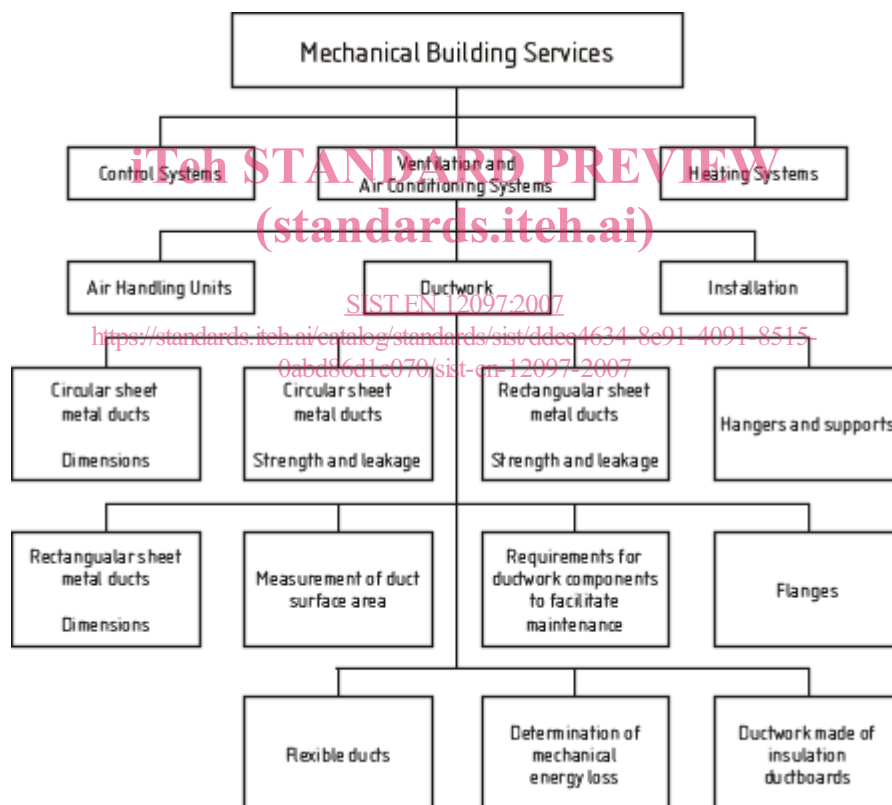 Mechanical Building Services
iTeh STANDARD PREVIEW
Control Systems
Ventilation and
Air Conditioning Systems
Heating Systems
(standards.iteh.ai)
Air Handling Units
Ductwork
Installation
SIST EN 12097:2007
https://standards.iteh.ai/catalog/standards/sist/ddec4634-8e91-4091-8515-
0abd86d1c070/sist-en-12097-2007
Circular sheet
metal ducts
Dimensions
Circular sheet
metal ducts
Strength and leakage
Rectangualar sheet
metal ducts
Strength and leakage
Hangers and supports
Rectangualar sheet
metal ducts
Dimensions
Measurement of duct
surface area
Requirements for
ductwork components
to facilitate
maintenance
Flanges
Flexible ducts
Determination of
mechanical
energy loss
Ductwork made of
insulation
ductboards